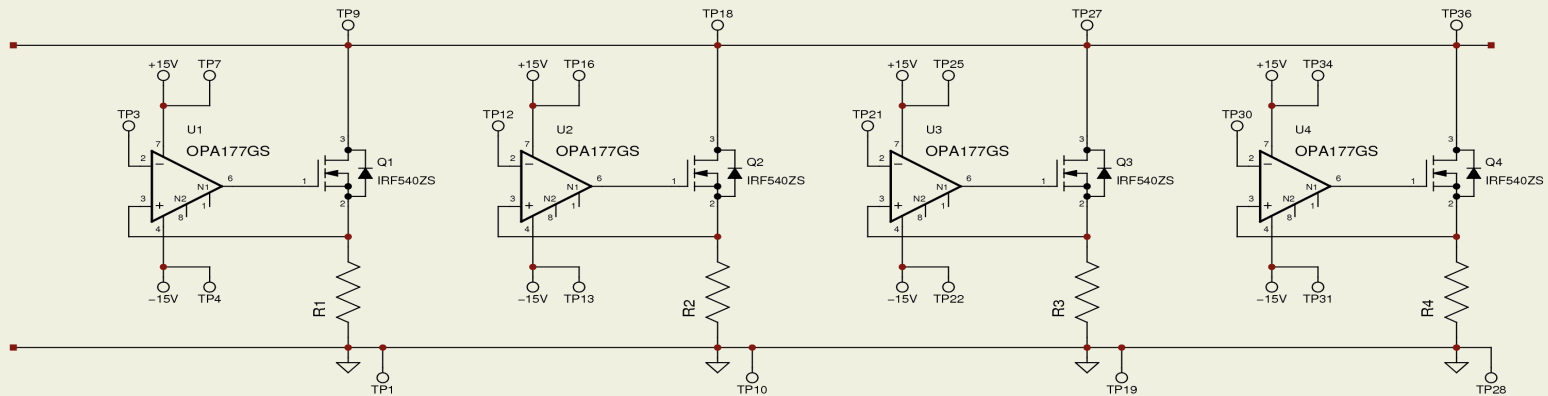 TP9 TP18 TP27 TP36
+15V TP7 +15V TP16 +15V TP25 +15V TP34
TP3 TP12 TP21 TP30
U1 U2 U3 U4
7 3 7 3 7 3 7 3
OPA177GS OPA177GS OPA177GS OPA177GS
2 − Q1 2 − Q2 2 − Q3 2 − Q4
6 1 IRF540ZS 6 1 IRF540ZS 6 1 IRF540ZS 6 1 IRF540ZS
N1 N1 N1 N1
3 + N2 1 2 3 + N2 1 2 3 + N2 1 2 3 + N2 1 2
8 8 8 8
4 4 4 4
−15V TP4 R1 −15V TP13 R2 −15V TP22 R3 −15V TP31 R4
TP1 TP10 TP19 TP28